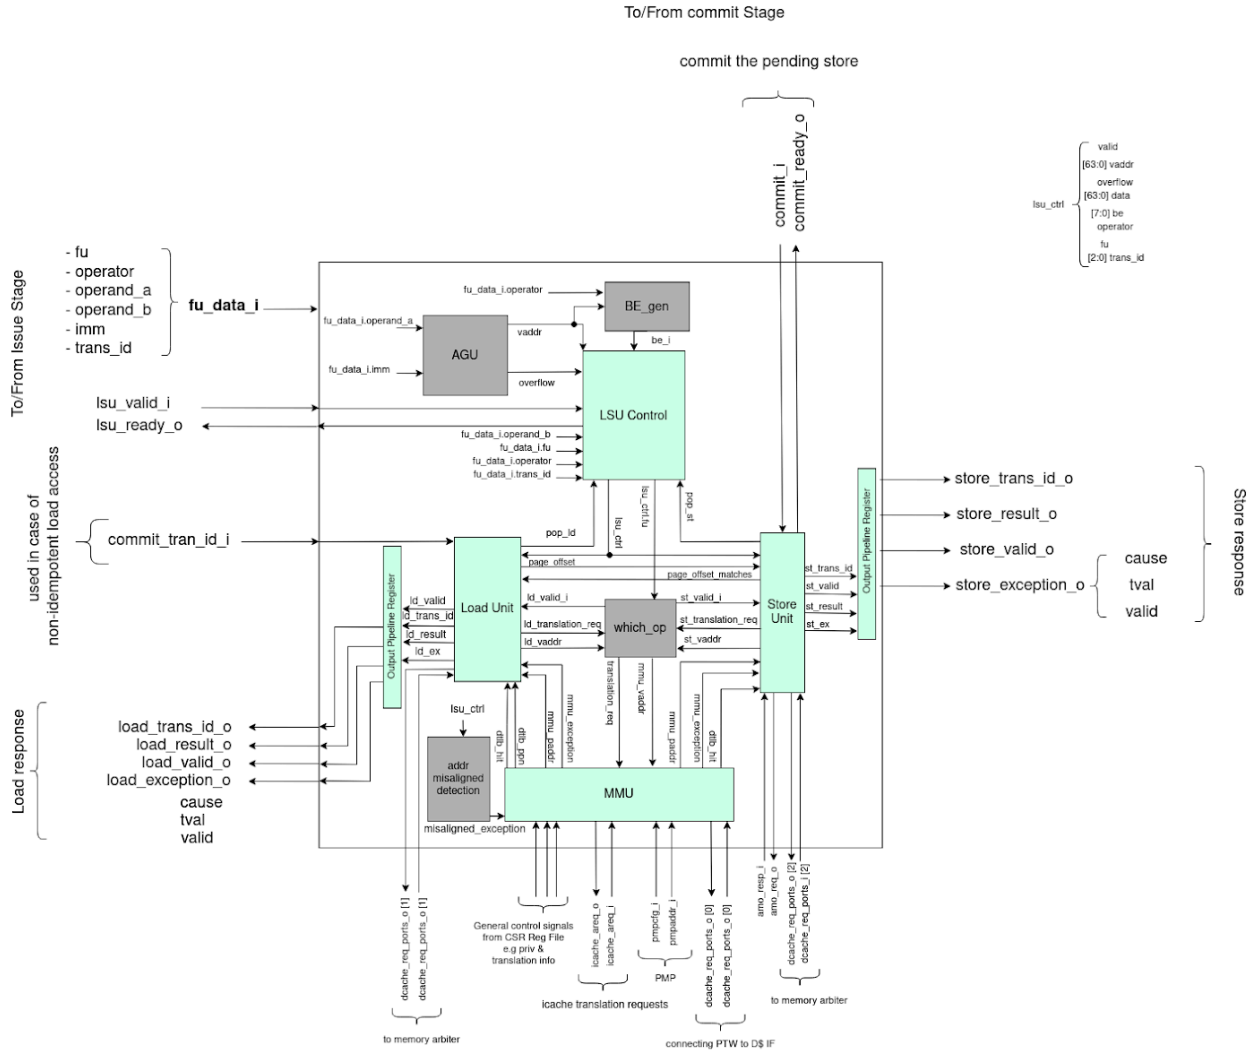 To/From commit Stage
commit the pending store
commit_i
commit_ready_o
lsu_ctrl
valid
[63:0] vaddr
overflow
[63:0] data
[7:0] be
operator
fu
[2:0] trans_id
To/From Issue Stage
- fu
- operator
- operand_a
- operand_b
- imm
- trans_id
fu_data_i
fu_data_i.operator
BE_gen
fu_data_i.operand_a
AGU
vaddr
be_i
fu_data_i.imm
overflow
LSU Control
lsu_valid_i
lsu_ready_o
fu_data_i.operand_b
fu_data_i.fu
fu_data_i.operator
fu_data_i.trans_id
used in case of
non-idempotent load access
commit_tran_id_i
pop_ld
lsu_ctrl
lsu_ctrl.fu
pop_st
page_offset
page_offset_matches
Load Unit
ld_valid_i
ld_translation_req
ld_vaddr
which_op
st_valid_i
st_translation_req
st_vaddr
Store
Unit
st_trans_id
st_valid
st_result
st_ex
Output Pipeline Register
store_trans_id_o
store_result_o
store_valid_o
store_exception_o
cause
tval
valid
Store response
Output Pipeline Register
ld_valid
ld_trans_id
ld_result
ld_ex
Load response
load_trans_id_o
load_result_o
load_valid_o
load_exception_o
cause
tval
valid
lsu_ctrl
addr
misaligned
detection
misaligned_exception
dtlb_hit
dtlb_ppn
mmu_paddr
mmu_exception
translation_req
mmu_vaddr
mmu_paddr
mmu_exception
dtlb_hit
MMU
dcache_req_ports_o [1]
dcache_req_ports_o [1]
to memory arbiter
General control signals
from CSR Reg File
e.g priv &
translation info
icache_areq_o
icache_areq_i
icache translation requests
pmpcfg_i
pmpaddr_i
PMP
dcache_req_ports_o [0]
dcache_req_ports_o [0]
connecting PTW to D$ IF
amo_resp_i
amo_req_o
dcache_req_ports_o [2]
dcache_req_ports_i [2]
to memory arbiter